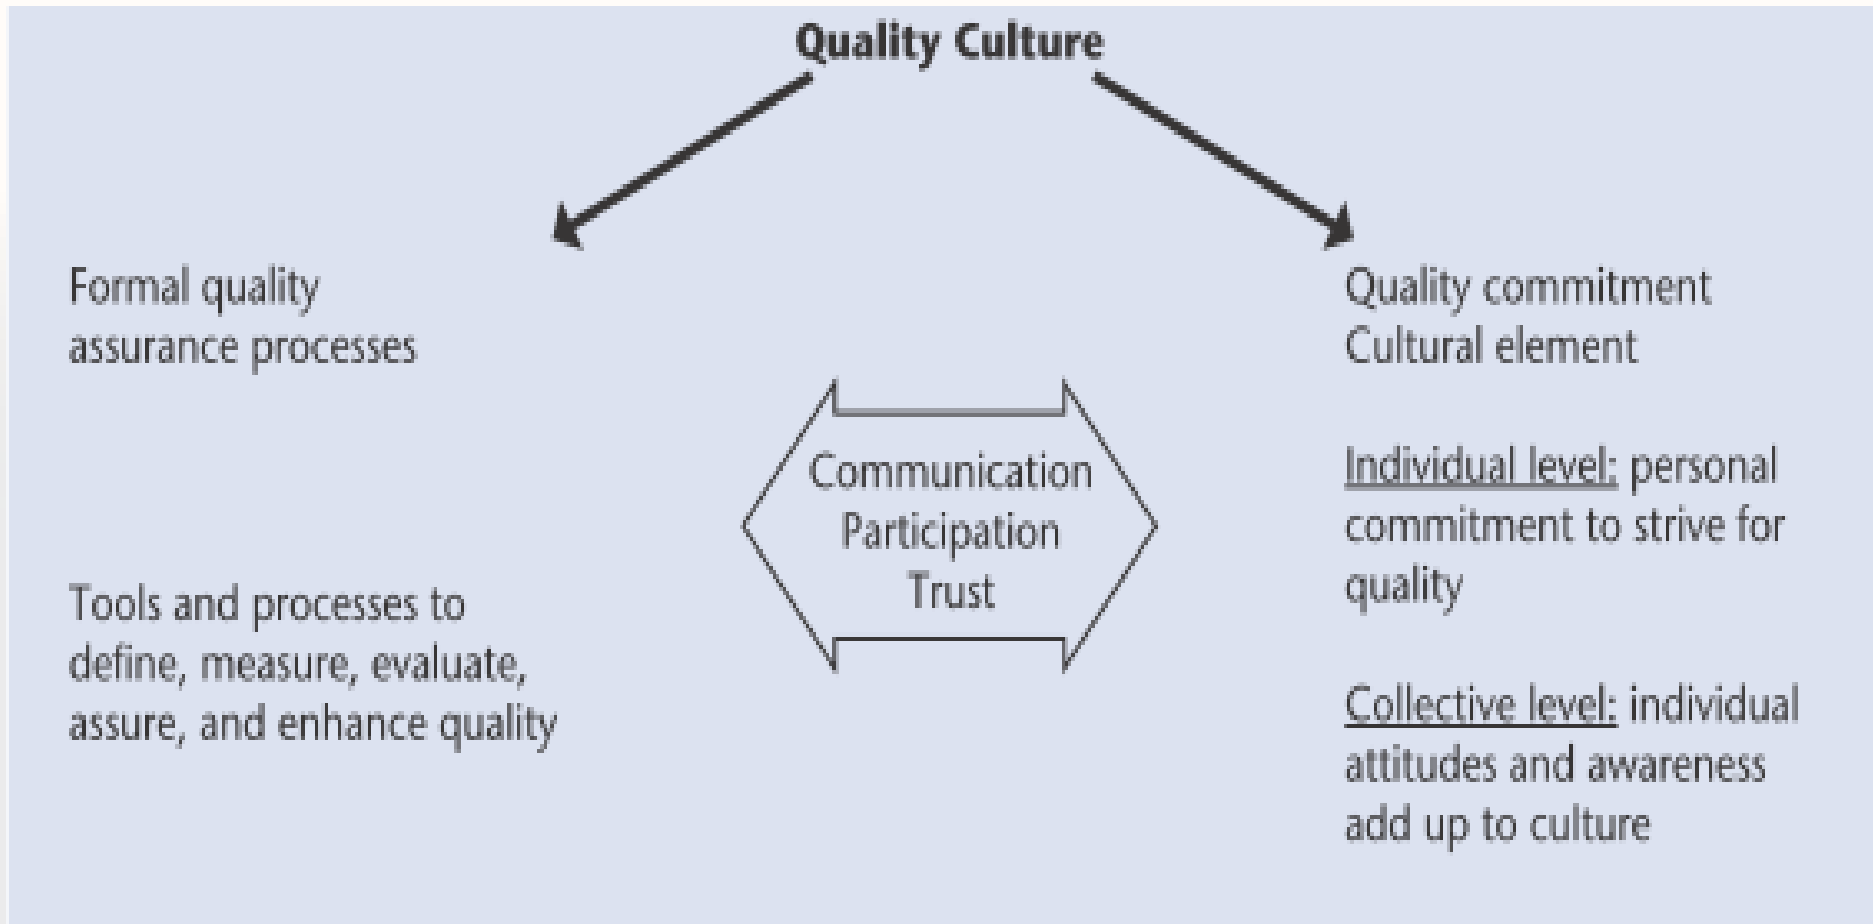 Quality Culture
Formal quality
assurance processes
Tools and processes to
define, measure, evaluate,
assure, and enhance quality
Communication
Participation
Trust
Quality commitment
Cultural element
Individual level: personal
commitment to strive for
quality
Collective level: individual
attitudes and awareness
add up to culture